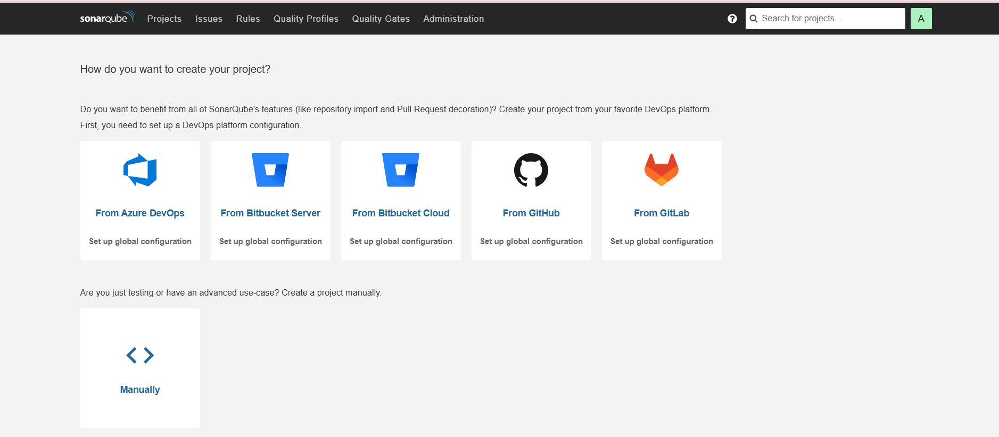 sonarqube Projects Issues Rules Quality Profiles Quality Gates Administration ? Search for projects... A
How do you want to create your project?
Do you want to benefit from all of SonarQube's features (like repository import and Pull Request decoration)? Create your project from your favorite DevOps platform.
First, you need to set up a DevOps platform configuration.
From Azure DevOps From Bitbucket Server From Bitbucket Cloud From GitHub From GitLab
Set up global configuration Set up global configuration Set up global configuration Set up global configuration Set up global configuration
Are you just testing or have an advanced use-case? Create a project manually.
Manually